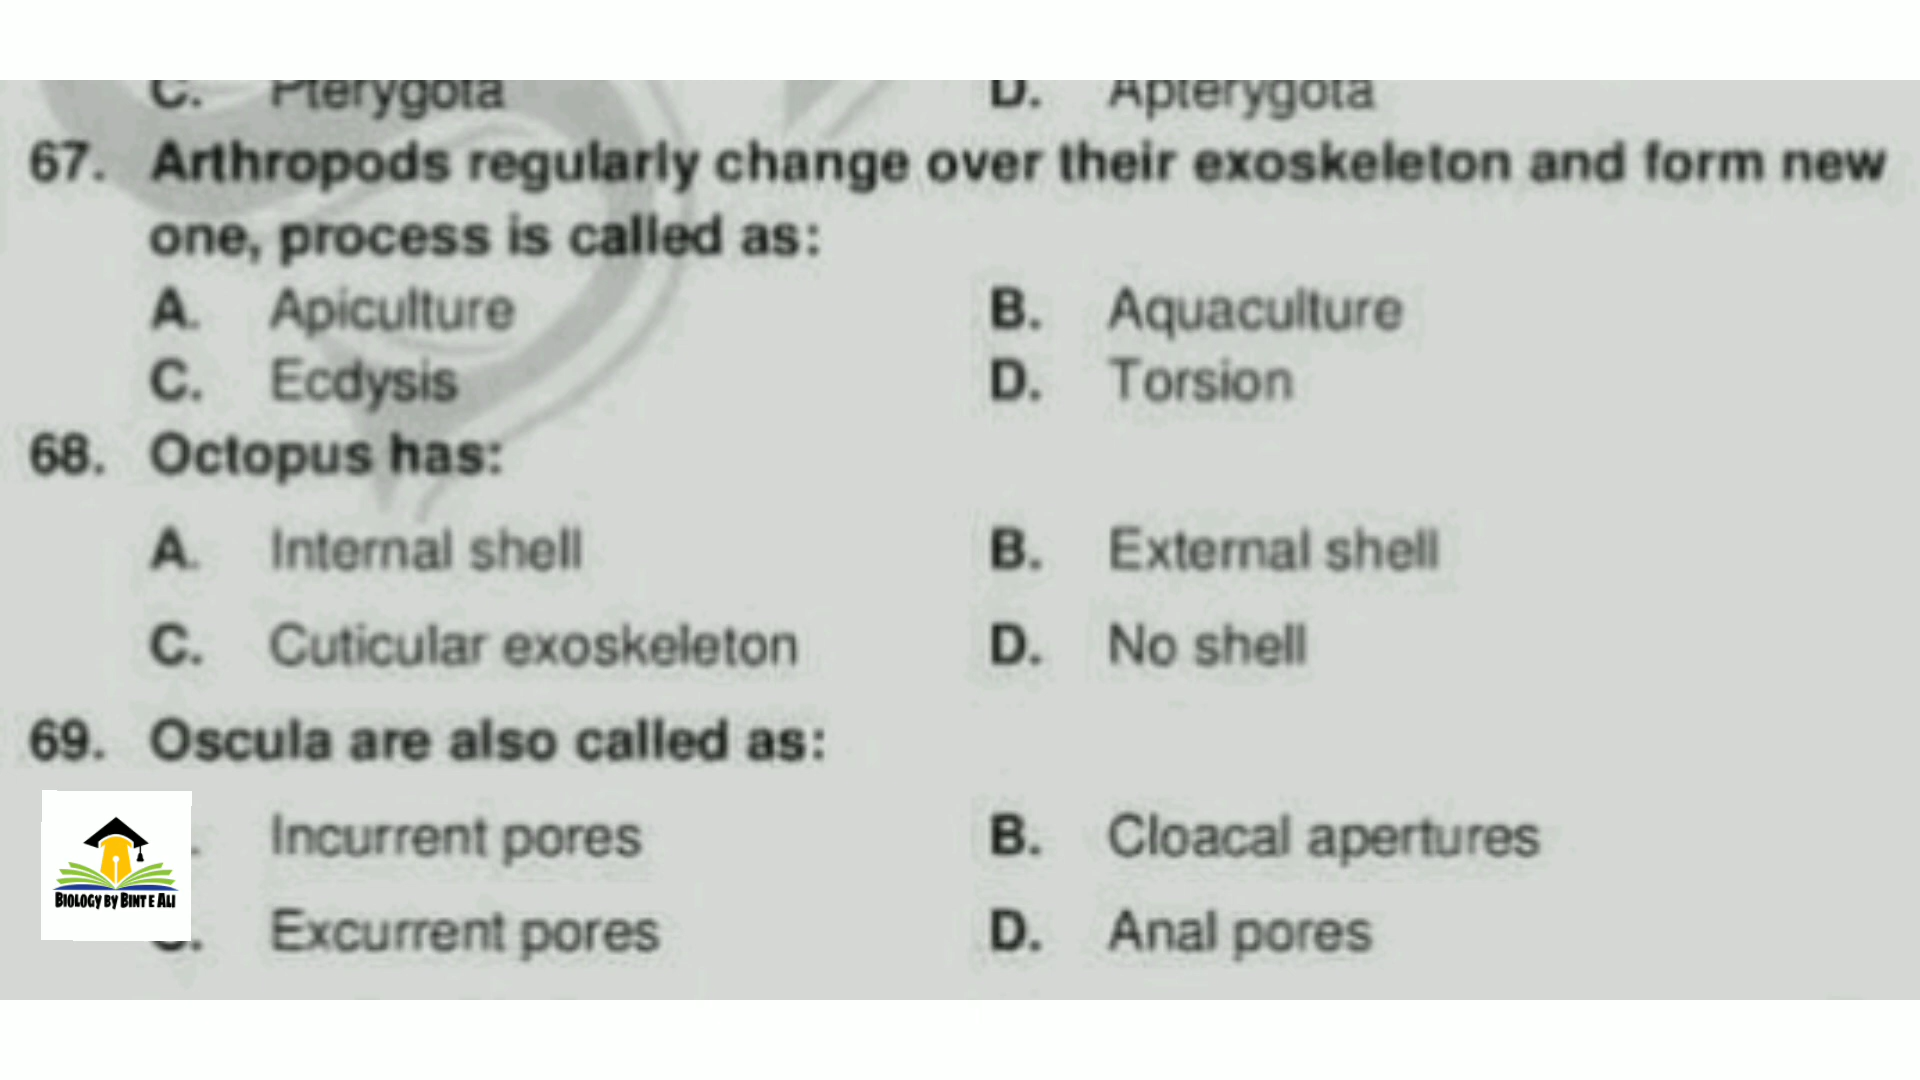 C. Pterygota D. Apterygota
67. Arthropods regularly change over their exoskeleton and form new
one, process is called as:
A. Apiculture B. Aquaculture
C. Ecdysis D. Torsion
68. Octopus has:
A. Internal shell B. External shell
C. Cuticular exoskeleton D. No shell
69. Oscula are also called as:
. Incurrent pores B. Cloacal apertures
C. Excurrent pores D. Anal pores
BIOLOGY BY BINT E ALI